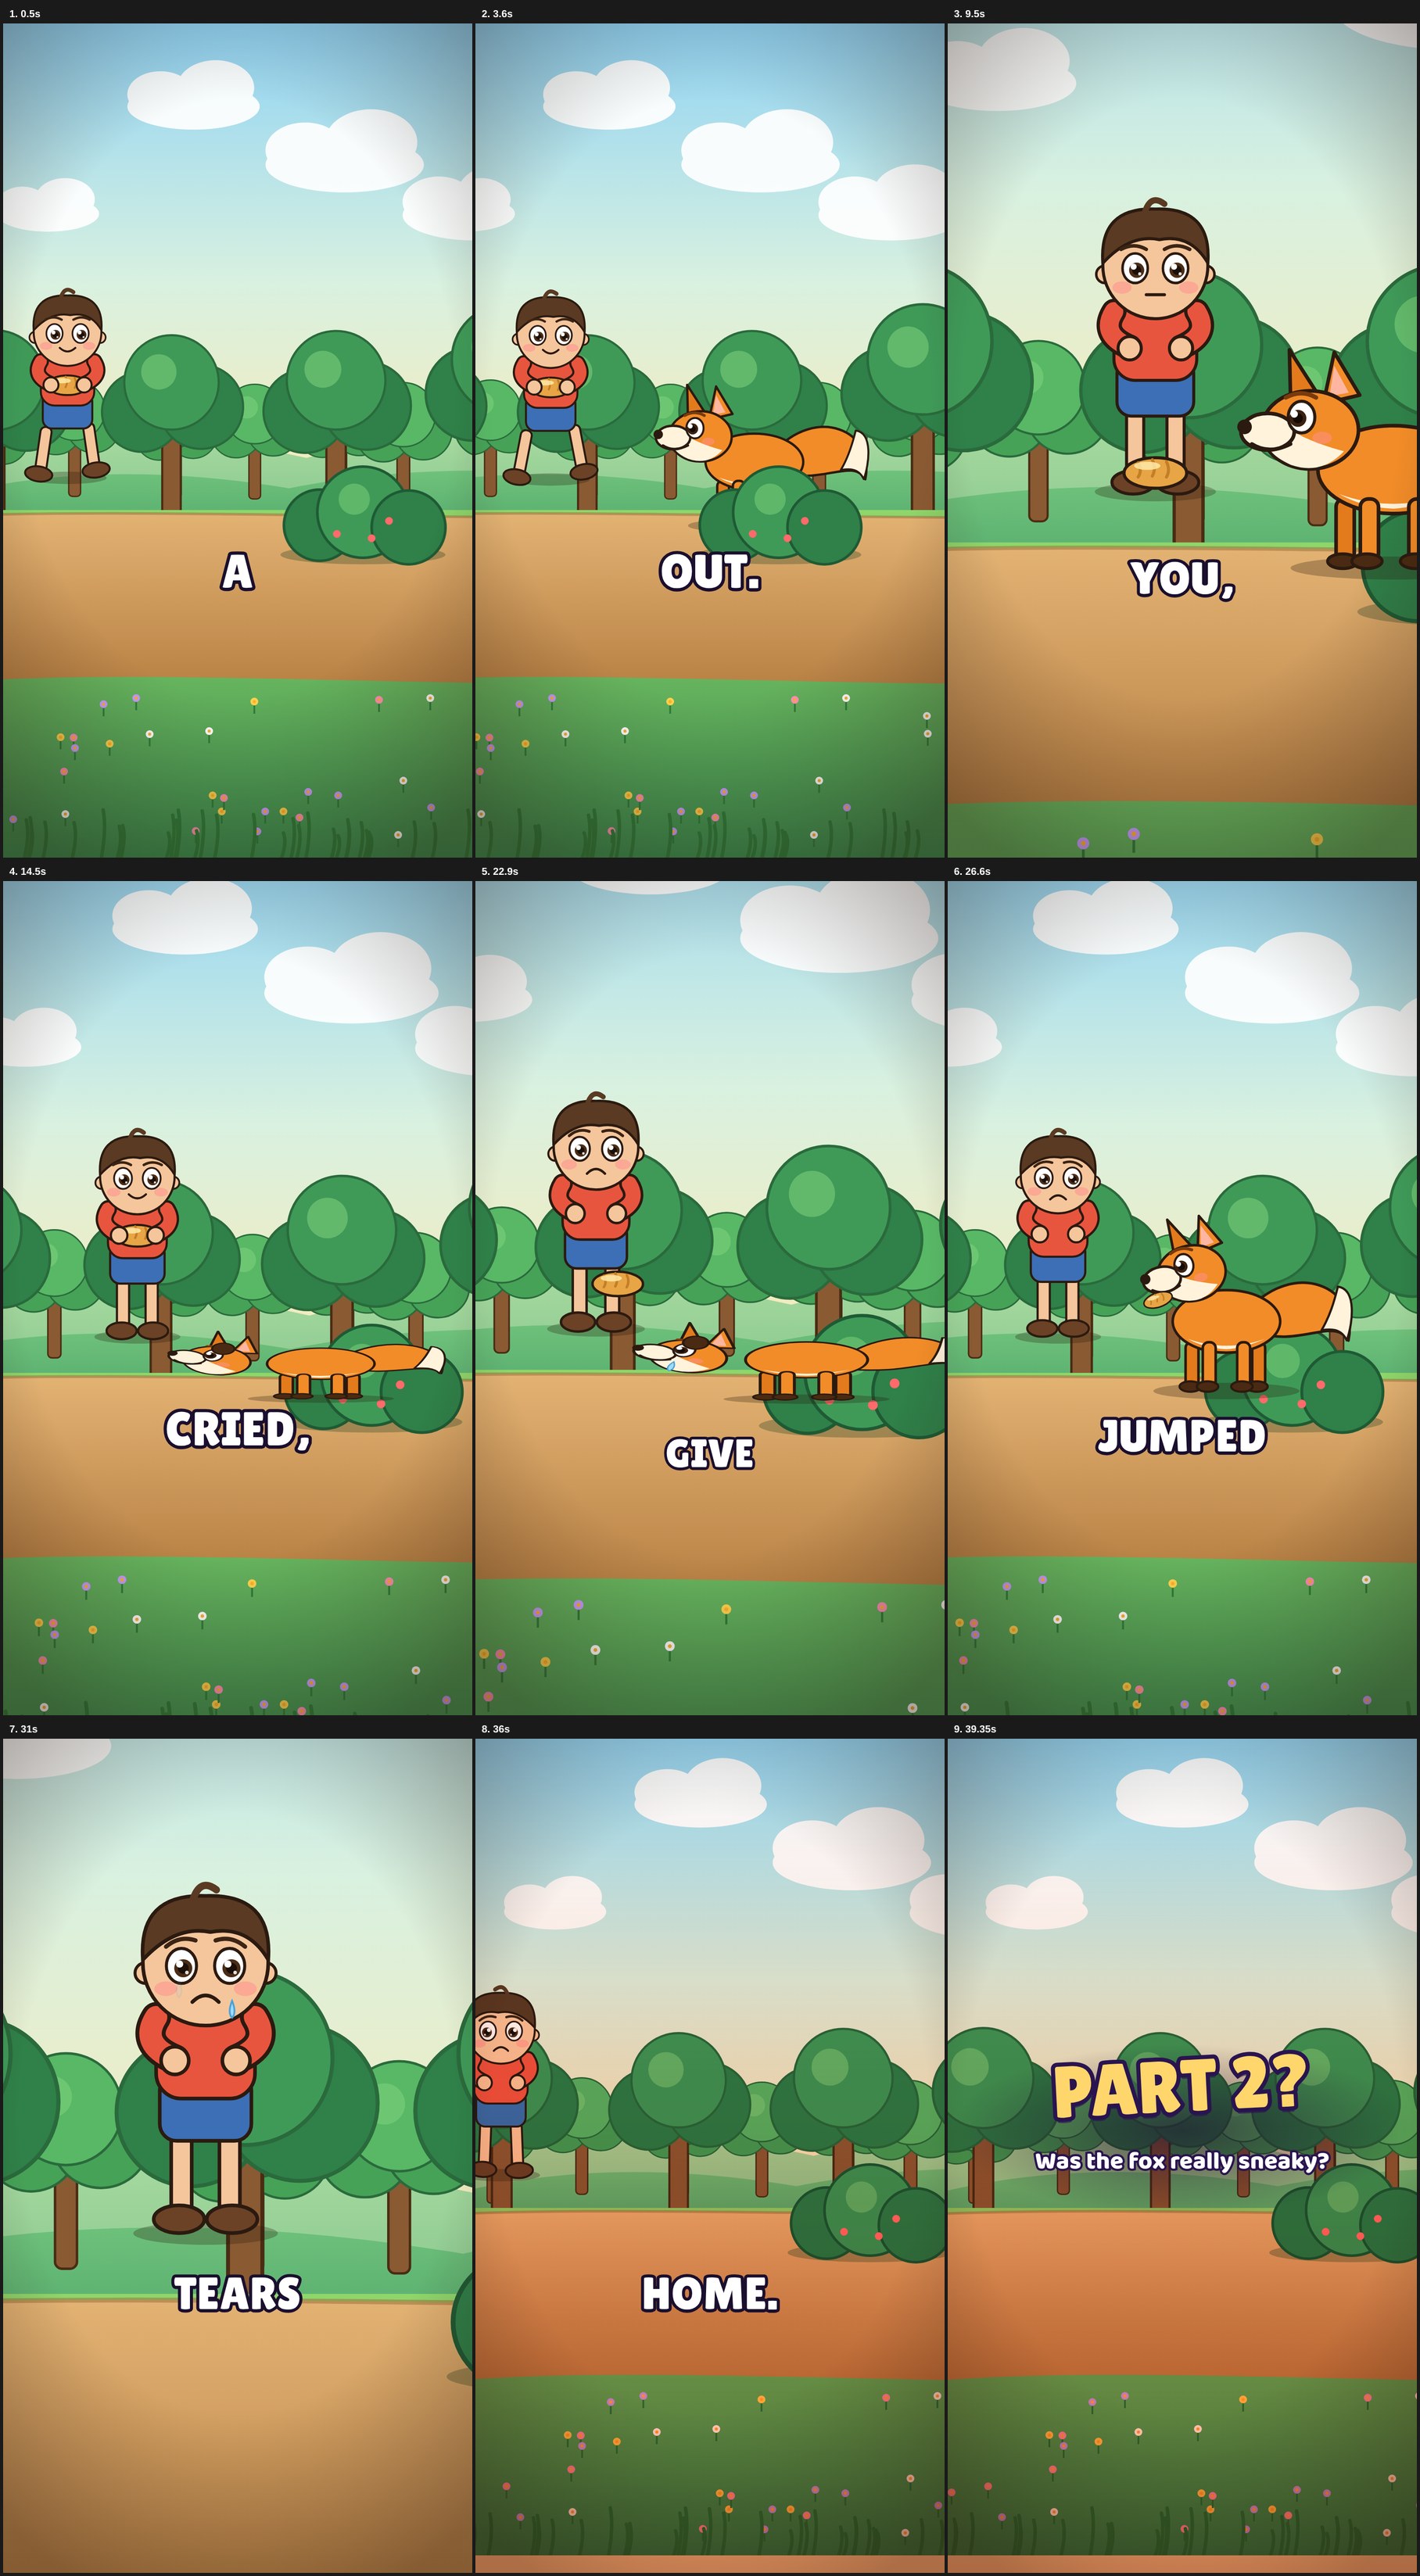 1. 0.5s
2. 3.6s
3. 9.5s
A
OUT.
YOU,
4. 14.5s
5. 22.9s
6. 26.6s
CRIED,
GIVE
JUMPED
7. 31s
8. 36s
9. 39.35s
TEARS
HOME.
PART 2?
Was the fox really sneaky?